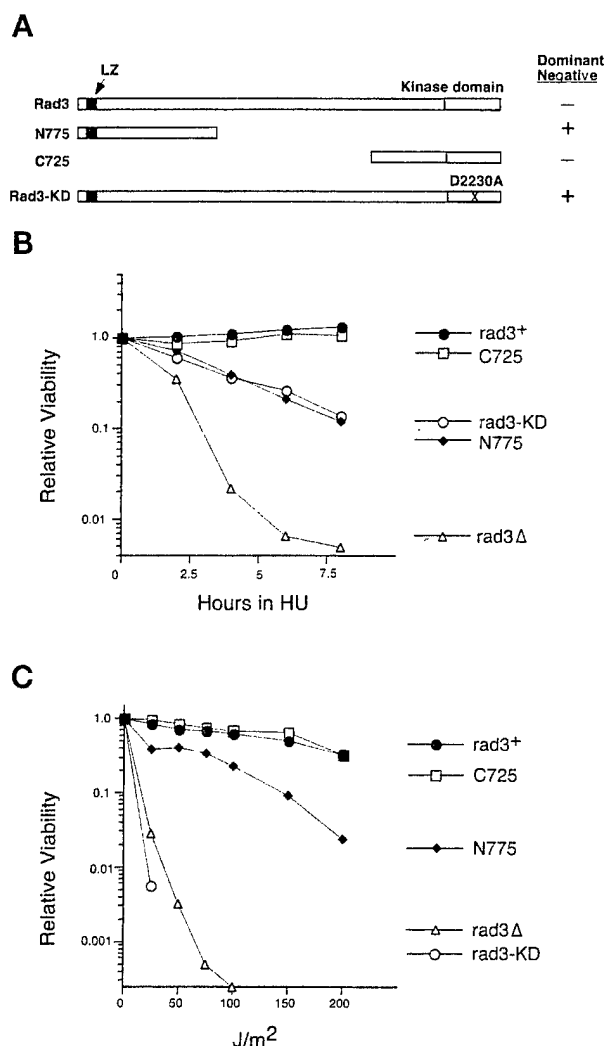 A
LZ
Dominant
Negative
Kinase domain
Rad3
–
N775
+
C725
–
D2230A
Rad3-KD
X
+
B
Relative Viability
1.0
0.1
0.01
0
2.5
5
7.5
Hours in HU
rad3+
C725
rad3-KD
N775
rad3Δ
C
Relative Viability
1.0
0.1
0.01
0.001
0
50
100
150
200
J/m2
rad3+
C725
N775
rad3Δ
rad3-KD